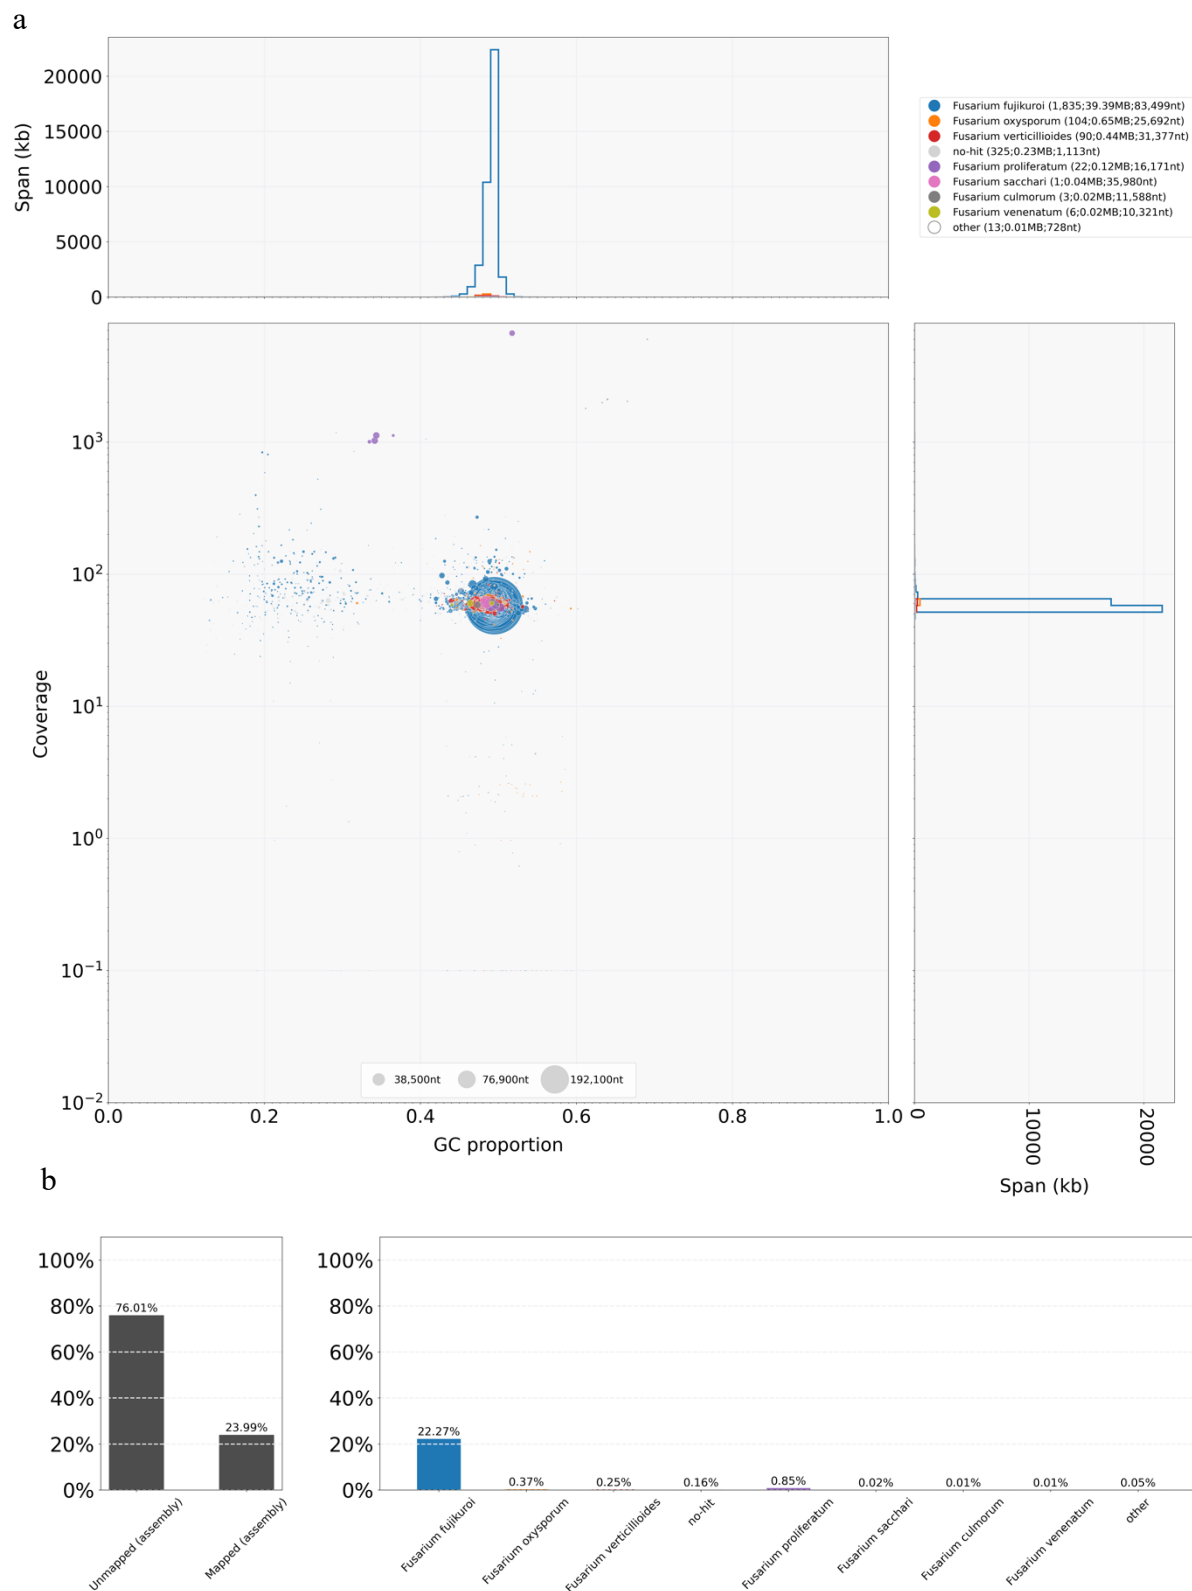 a
20000
15000
10000
5000
0
Span (kb)
Fusarium fujikuroi (1,835;39.39MB;83,499nt)
Fusarium oxysporum (104;0.65MB;25,692nt)
Fusarium verticillioides (90;0.44MB;31,377nt)
no-hit (325;0.23MB;1,113nt)
Fusarium proliferatum (22;0.12MB;16,171nt)
Fusarium sacchari (1;0.04MB;35,980nt)
Fusarium culmorum (3;0.02MB;11,588nt)
Fusarium venenatum (6;0.02MB;10,321nt)
other (13;0.01MB;728nt)
10³
10²
10¹
10⁰
10⁻¹
10⁻²
Coverage
38,500nt 76,900nt 192,100nt
0.0 0.2 0.4 0.6 0.8 1.0
GC proportion
0 10000 20000
Span (kb)
b
100%
80%
60%
40%
20%
0%
76.01%
23.99%
Unmapped (assembly)
Mapped (assembly)
100%
80%
60%
40%
20%
0%
22.27%
0.37%
0.25%
0.16%
0.85%
0.02%
0.01%
0.01%
0.05%
Fusarium fujikuroi
Fusarium oxysporum
Fusarium verticillioides
no-hit
Fusarium proliferatum
Fusarium sacchari
Fusarium culmorum
Fusarium venenatum
other